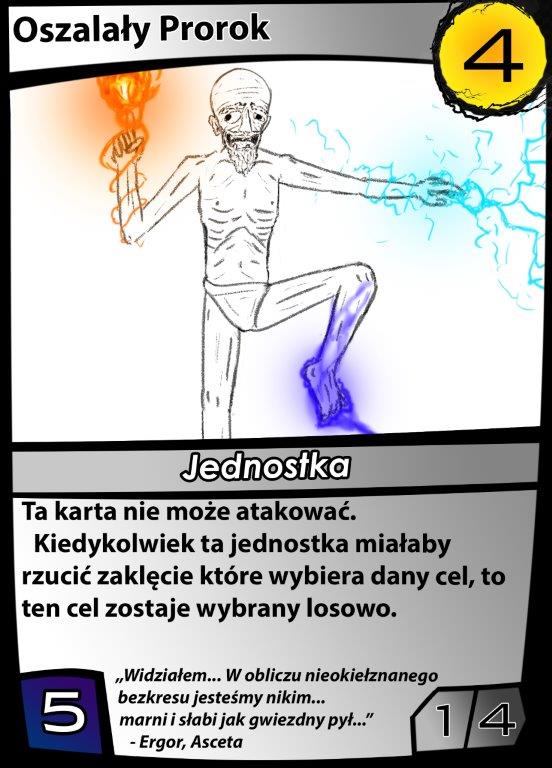 Oszalały Prorok
4
Jednostka
Ta karta nie może atakować.
Kiedykolwiek ta jednostka miałaby
rzucić zaklęcie które wybiera dany cel, to
ten cel zostaje wybrany losowo.
„Widziałem... W obliczu nieokiełznanego
bezkresu jesteśmy nikim...
marni i słabi jak gwiezdny pył...”
- Ergor, Asceta
5
1 4